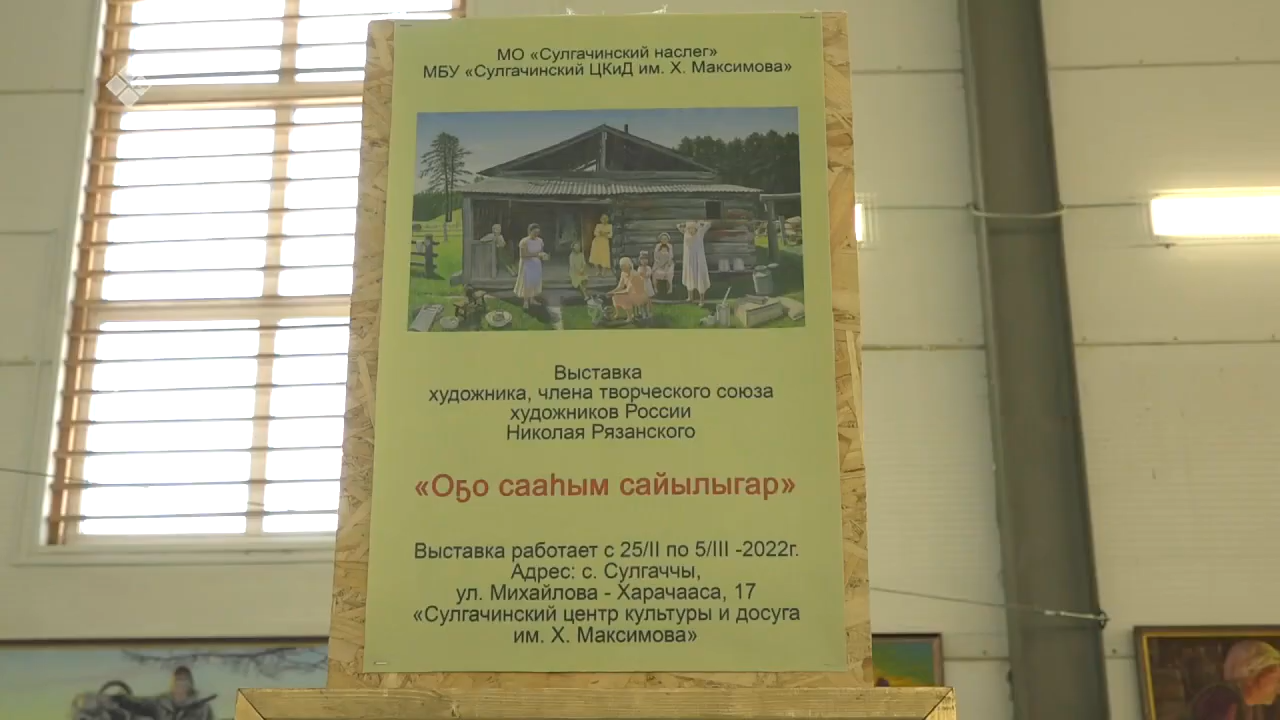 МО «Сулгачинский наслег»
МБУ «Сулгачинский ЦКиД им. Х. Максимова»
Выставка
художника, члена творческого союза
художников России
Николая Рязанского
«Оҕо сааһым сайылыгар»
Выставка работает с 25/II по 5/III -2022г.
Адрес: с. Сулгаччы,
ул. Михайлова - Харачааса, 17
«Сулгачинский центр культуры и досуга
им. Х. Максимова»